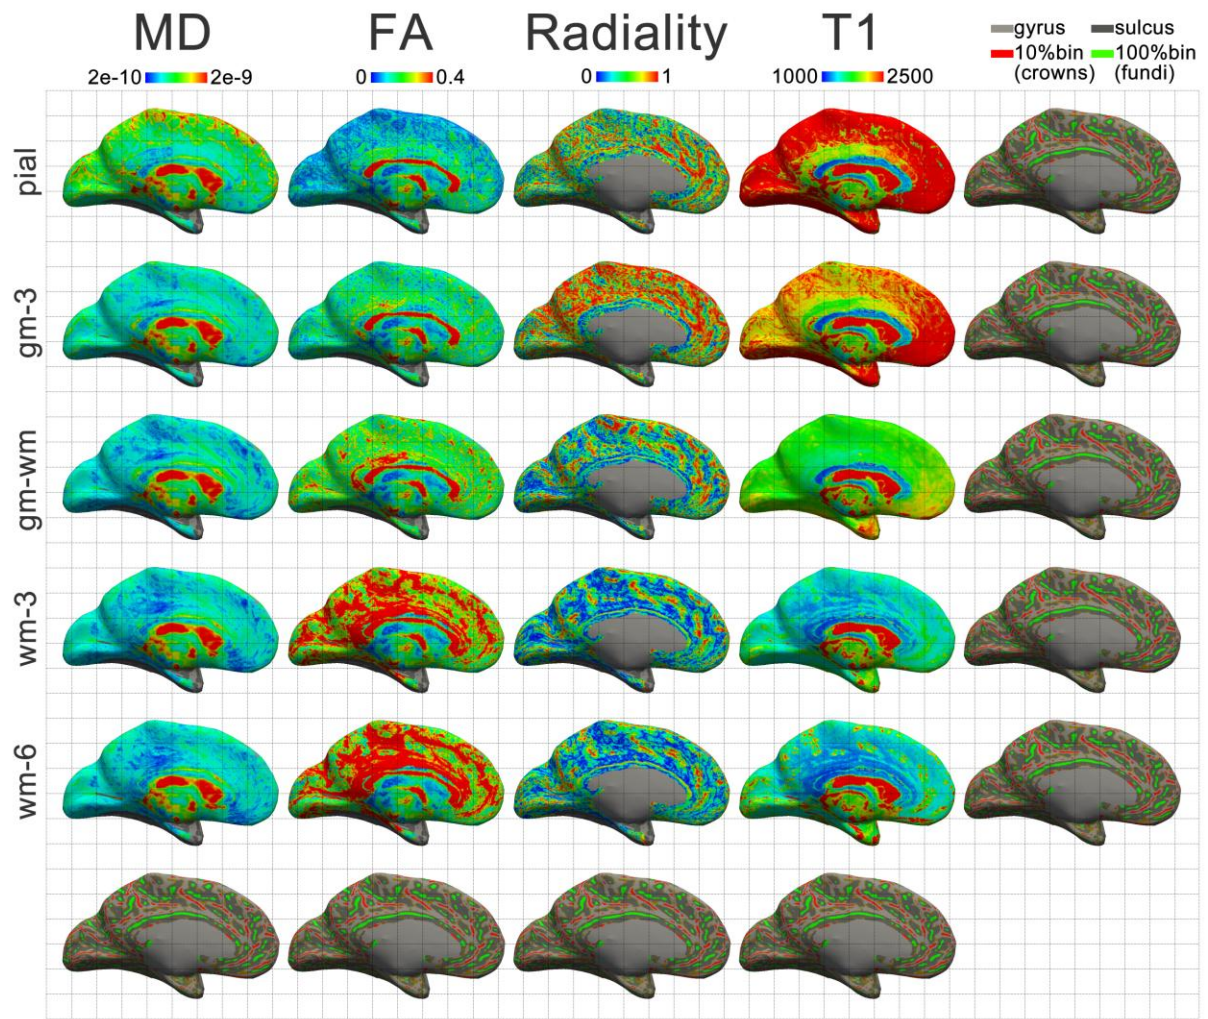 MD FA Radiality T1
gyrus sulcus
10%bin 100%bin
(crowns) (fundi)
2e-10 2e-9 0 0.4 0 1 1000 2500
pial
gm-3
gm-wm
wm-3
wm-6